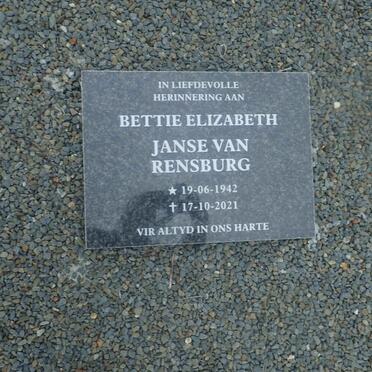 IN LIEFDEVOLLE
HERINNERING AAN
BETTIE ELIZABETH
JANSE VAN
RENSBURG
★ 19-06-1942
✝ 17-10-2021
VIR ALTYD IN ONS HARTE